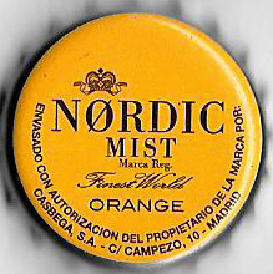 NØRDIC
MIST
Marca Reg.
Finest World
ORANGE
ENVASADO CON AUTORIZACION DEL PROPIETARIO DE LA MARCA POR:
CASBEGA, S.A. - C/ CAMPEZO, 10 - MADRID